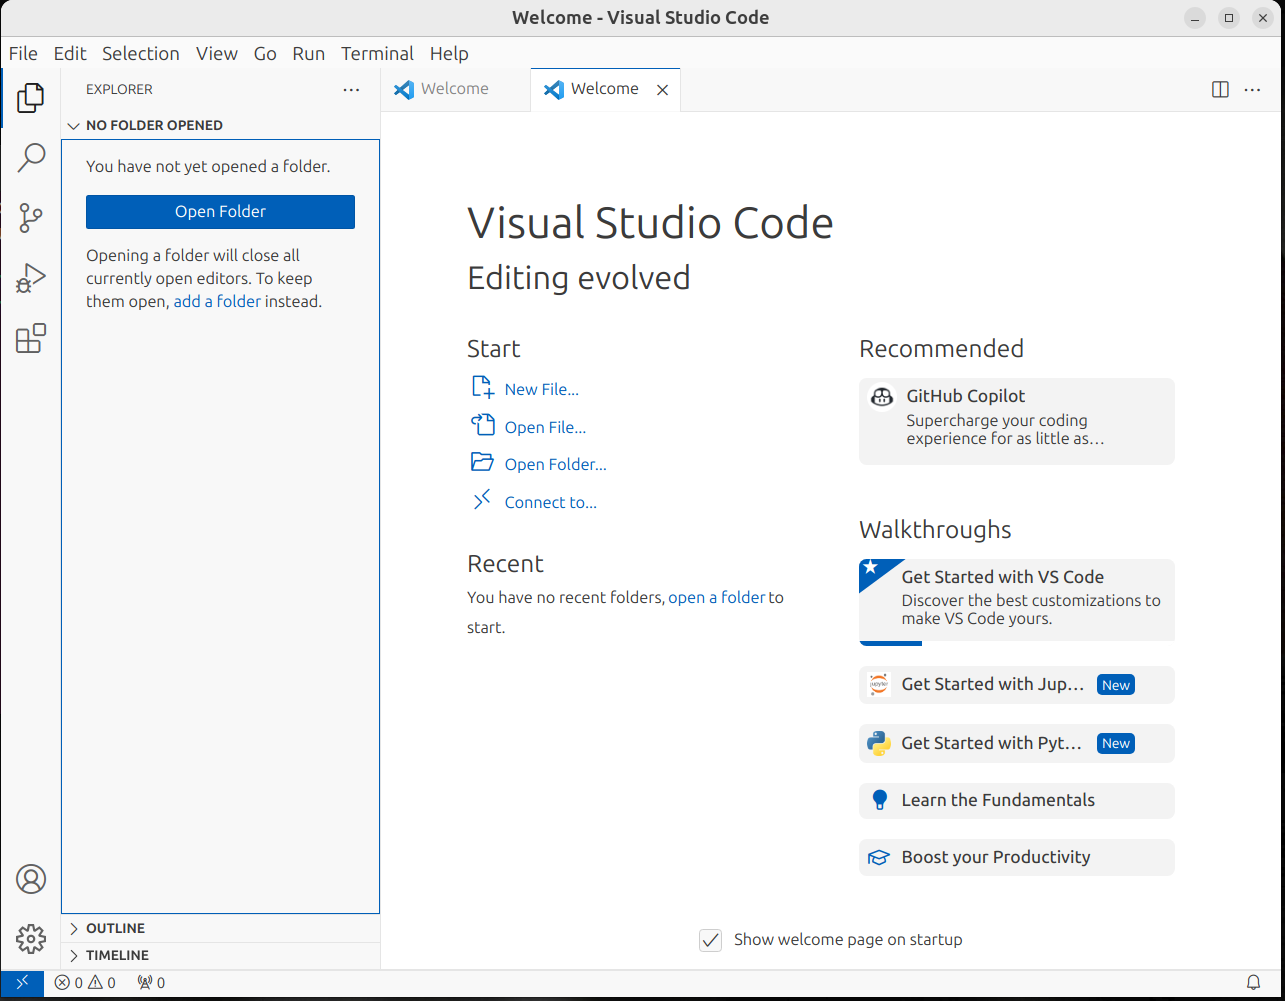 Welcome - Visual Studio Code
File Edit Selection View Go Run Terminal Help
EXPLORER
Welcome
Welcome
NO FOLDER OPENED
You have not yet opened a folder.
Open Folder
Opening a folder will close all
currently open editors. To keep
them open, add a folder instead.
OUTLINE
TIMELINE
Visual Studio Code
Editing evolved
Start
New File...
Open File...
Open Folder...
Connect to...
Recent
You have no recent folders, open a folder to
start.
Recommended
GitHub Copilot
Supercharge your coding
experience for as little as…
Walkthroughs
Get Started with VS Code
Discover the best customizations to
make VS Code yours.
Get Started with Jup… New
Get Started with Pyt… New
Learn the Fundamentals
Boost your Productivity
Show welcome page on startup
0 0 0